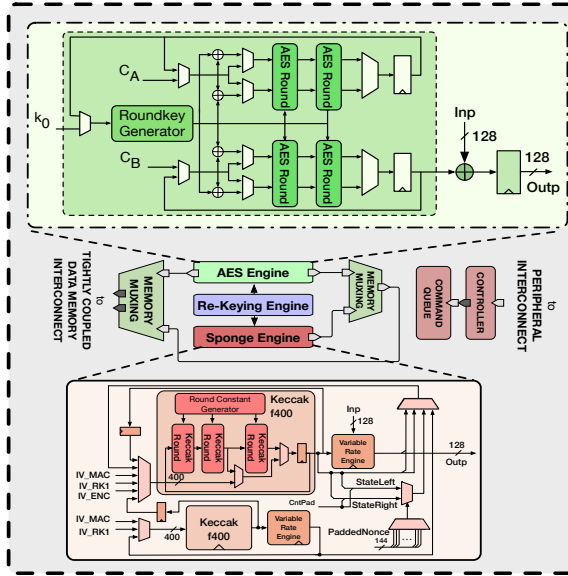 C_A
k_0
Roundkey
Generator
C_B
AES Round
AES Round
AES Round
AES Round
Inp
128
128
Outp
to
TIGHTLY COUPLED
DATA MEMORY
INTERCONNECT
MEMORY
MUXING
AES Engine
Re-Keying Engine
Sponge Engine
MEMORY
MUXING
COMMAND
QUEUE
CONTROLLER
to
PERIPHERAL
INTERCONNECT
Round Constant
Generator
Keccak
f400
Keccak
Round
Keccak
Round
Keccak
Round
400
IV_MAC
IV_RK1
IV_ENC
Inp
128
Variable
Rate
Engine
128
Outp
StateLeft
CntPad
StateRight
IV_MAC
IV_RK1
400
Keccak
f400
Variable
Rate
Engine
PaddedNonce
144
...